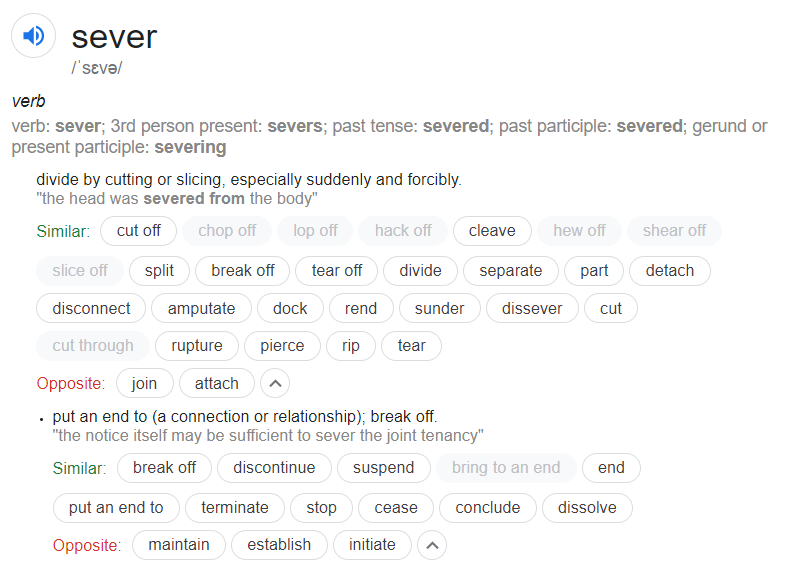 sever
/ˈsɛvə/
verb
verb: sever; 3rd person present: severs; past tense: severed; past participle: severed; gerund or
present participle: severing
divide by cutting or slicing, especially suddenly and forcibly.
"the head was severed from the body"
Similar: cut off chop off lop off hack off cleave hew off shear off
slice off split break off tear off divide separate part detach
disconnect amputate dock rend sunder dissever cut
cut through rupture pierce rip tear
Opposite: join attach
• put an end to (a connection or relationship); break off.
"the notice itself may be sufficient to sever the joint tenancy"
Similar: break off discontinue suspend bring to an end end
put an end to terminate stop cease conclude dissolve
Opposite: maintain establish initiate